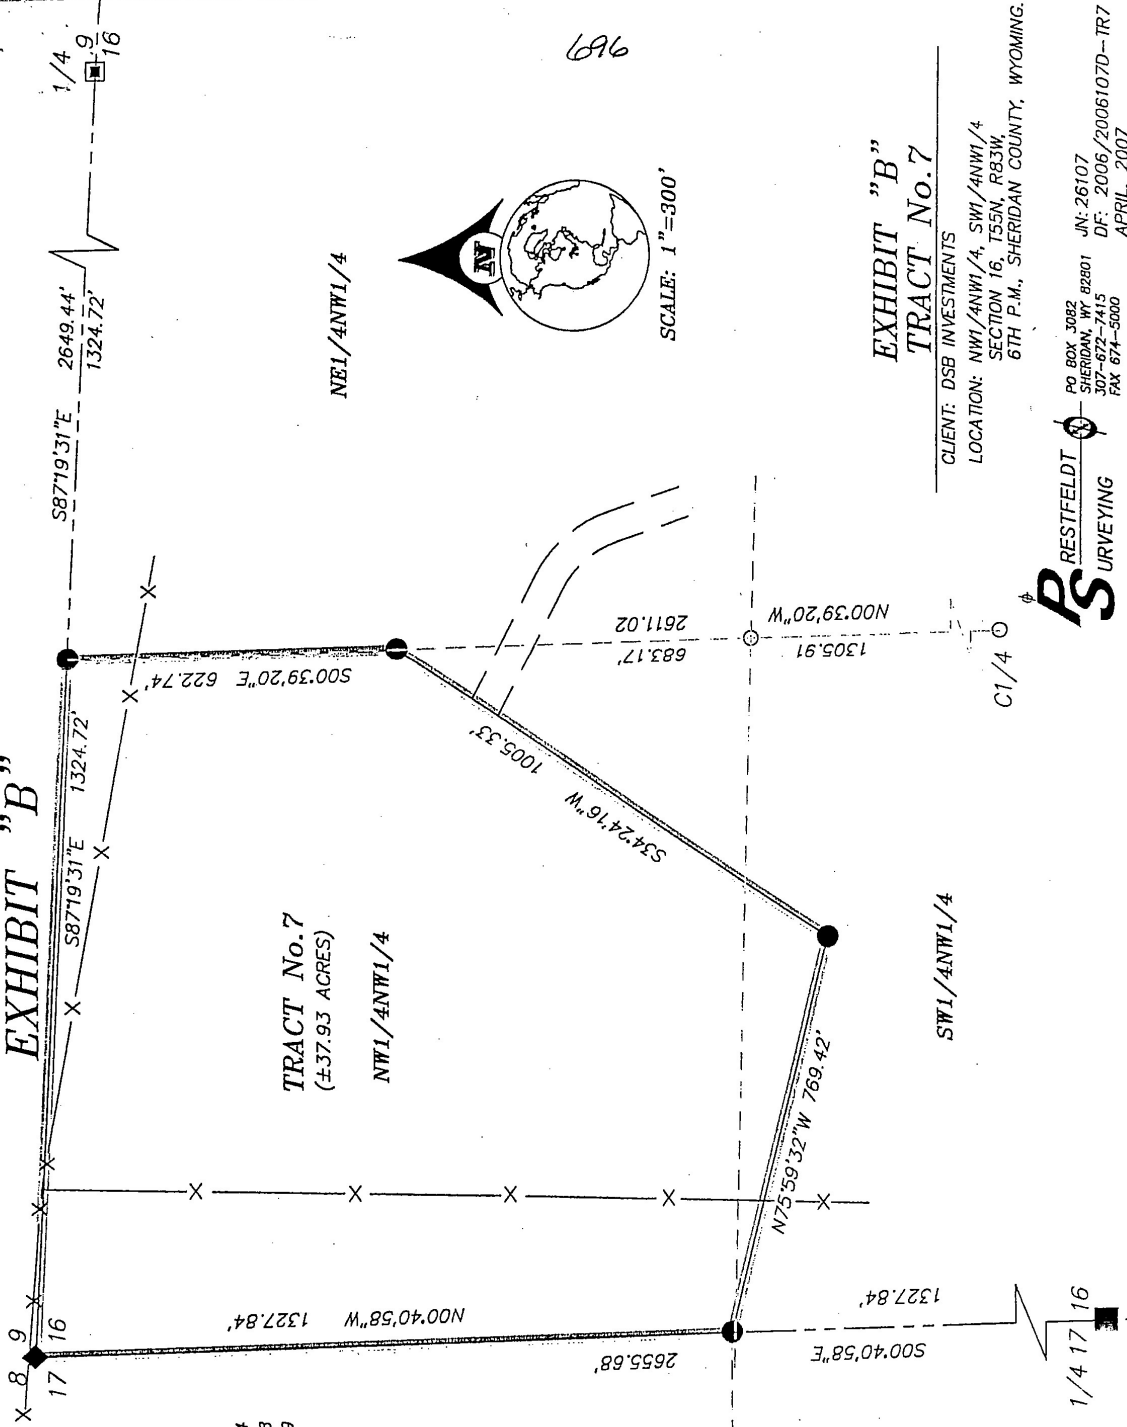 EXHIBIT "B"
8 9
17 16
1/4 9
16
S87°19'31"E 2649.44'
1324.72'
S87°19'31"E 1324.72'
S00°39'20"E 622.74'
NE1/4NW1/4
696
N
SCALE: 1"=300'
TRACT No.7
(±37.93 ACRES)
NW1/4NW1/4
1005.33'
S34°24'16"W
683.17'
2611.02
1305.91
N00°39'20"W
C1/4
N00°40'58"W 1327.84'
2655.68'
N75°59'32"W 769.42'
SW1/4NW1/4
S00°40'58"E
1327.84'
1/4 17 16
EXHIBIT "B"
TRACT No.7
CLIENT: DSB INVESTMENTS
LOCATION: NW1/4NW1/4, SW1/4NW1/4
SECTION 16, T55N, R83W,
6TH P.M., SHERIDAN COUNTY, WYOMING.
PRESTFELDT
SURVEYING
PO BOX 3082
SHERIDAN, WY 82801
307-672-7415
FAX 674-5000
JN: 26107
DF: 2006/2006107D-TR7
APRIL, 2007